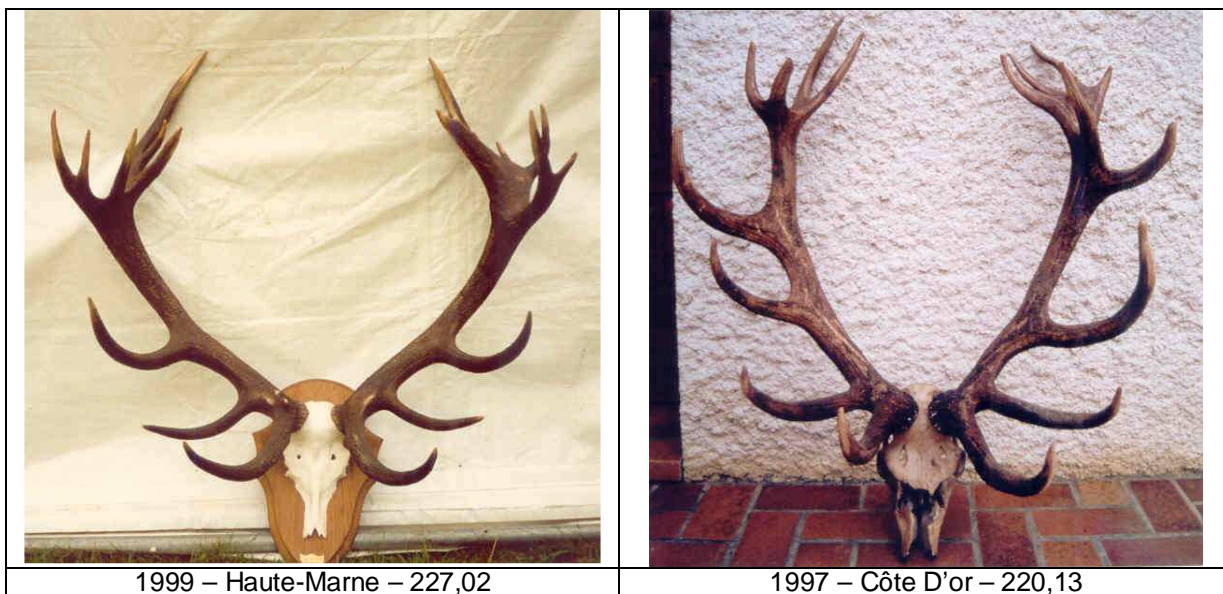 1999 – Haute-Marne – 227,02
1997 – Côte D’or – 220,13